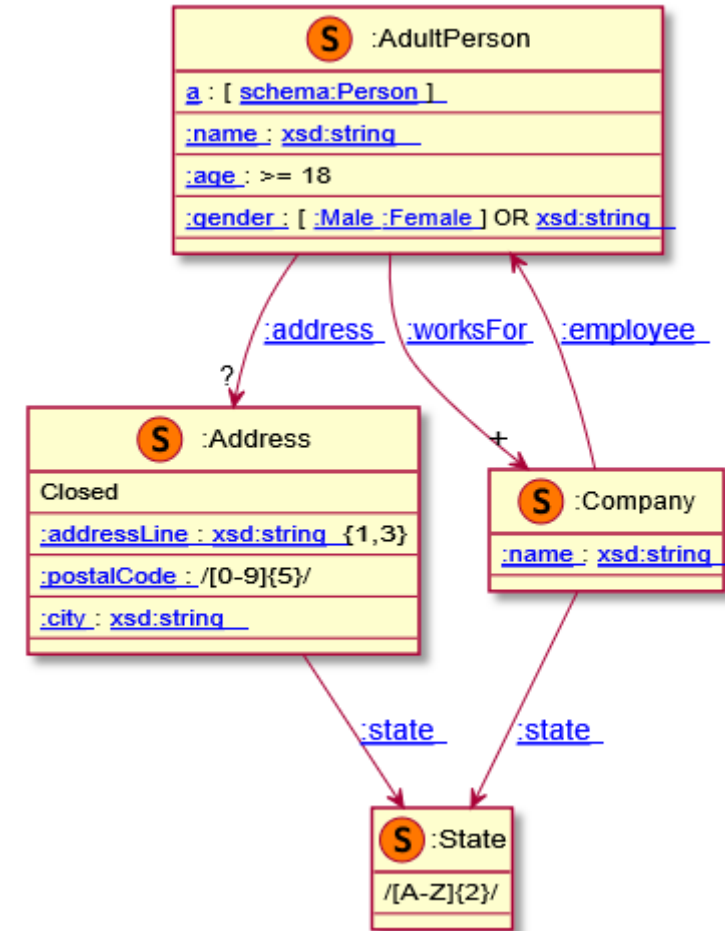 S :AdultPerson
a : [ schema:Person ]
:name : xsd:string
:age : >= 18
:gender : [ :Male :Female ] OR xsd:string
:address :worksFor :employee
?
+
S :Address
Closed
:addressLine : xsd:string {1,3}
:postalCode : /[0-9]{5}/
:city : xsd:string
S :Company
:name : xsd:string
:state :state
S :State
/[A-Z]{2}/